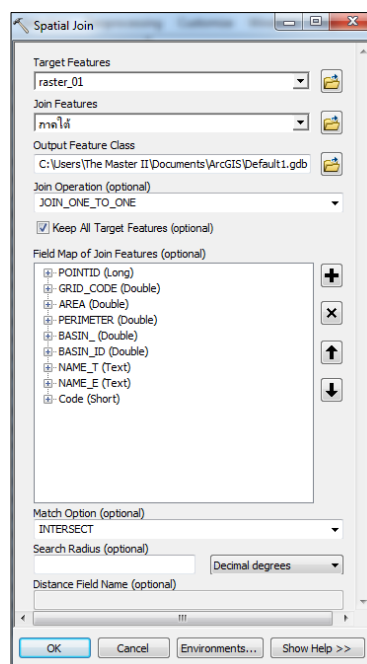 Spatial Join
Target Features
raster_01
Join Features
ภาคใต้
Output Feature Class
C:\Users\The Master II\Documents\ArcGIS\Default1.gdb
Join Operation (optional)
JOIN_ONE_TO_ONE
Keep All Target Features (optional)
Field Map of Join Features (optional)
POINTID (Long)
GRID_CODE (Double)
AREA (Double)
PERIMETER (Double)
BASIN_ (Double)
BASIN_ID (Double)
NAME_T (Text)
NAME_E (Text)
Code (Short)
Match Option (optional)
INTERSECT
Search Radius (optional)
Decimal degrees
Distance Field Name (optional)
OK Cancel Environments... Show Help >>